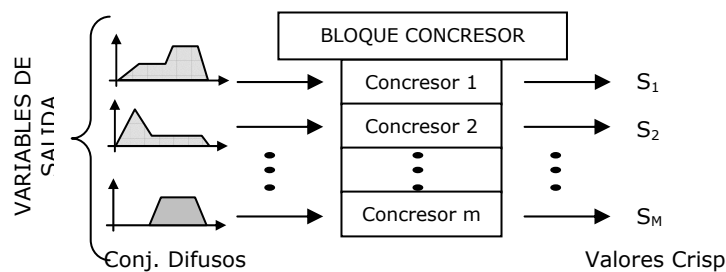 BLOQUE CONCRESOR
VARIABLES DE
SALIDA
Concresor 1
S1
Concresor 2
S2
Concresor m
SM
Conj. Difusos
Valores Crisp